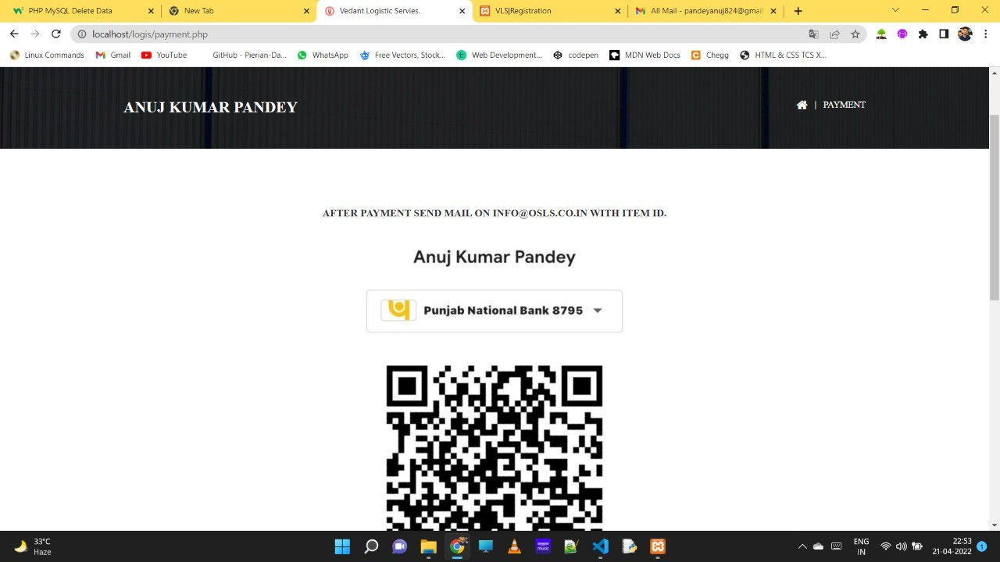 PHP MySQL Delete Data
New Tab
Vedant Logistic Servies.
VLS|Registration
All Mail - pandeyanuj824@gmail
localhost/logis/payment.php
Linux Commands
Gmail
YouTube
GitHub - Pierian-Da...
WhatsApp
Free Vectors, Stock...
Web Development...
codepen
MDN Web Docs
Chegg
HTML & CSS TCS X...
ANUJ KUMAR PANDEY
| PAYMENT
AFTER PAYMENT SEND MAIL ON INFO@OSLS.CO.IN WITH ITEM ID.
Anuj Kumar Pandey
Punjab National Bank 8795
33°C
Haze
ENG
IN
22:53
21-04-2022
1